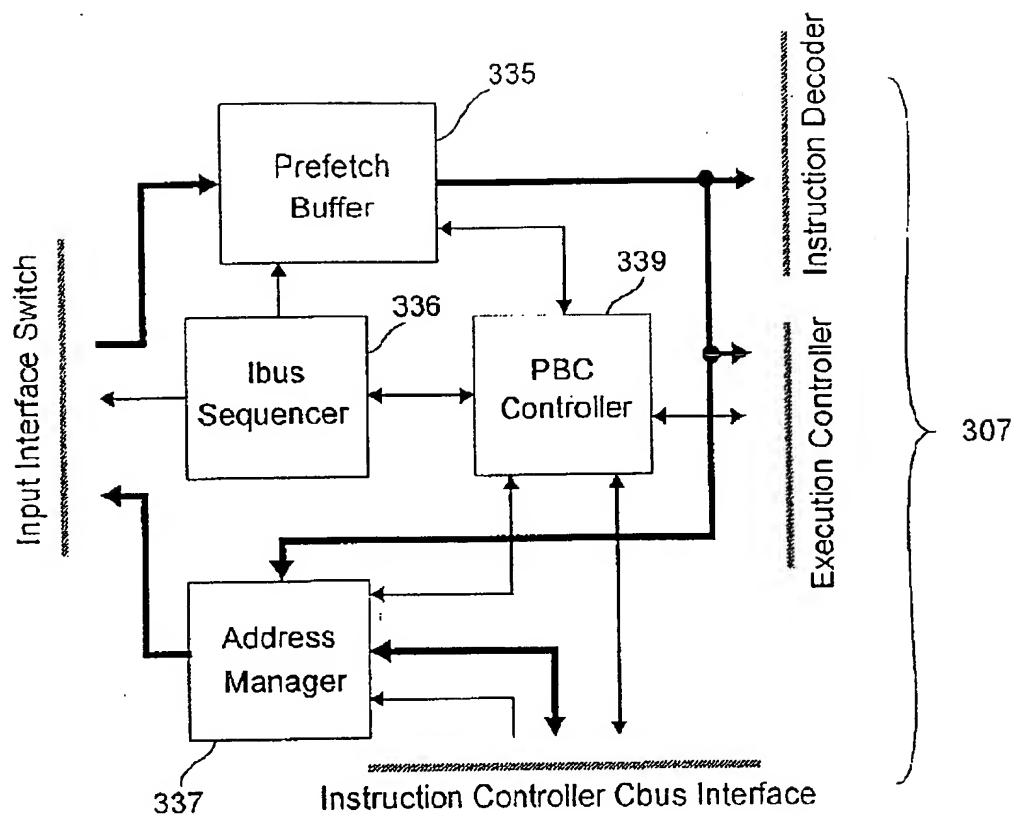 335
Prefetch
Buffer
Instruction Decoder
339
336
Input Interface Switch
Ibus
Sequencer
PBC
Controller
Execution Controller
307
Address
Manager
337
Instruction Controller Cbus Interface